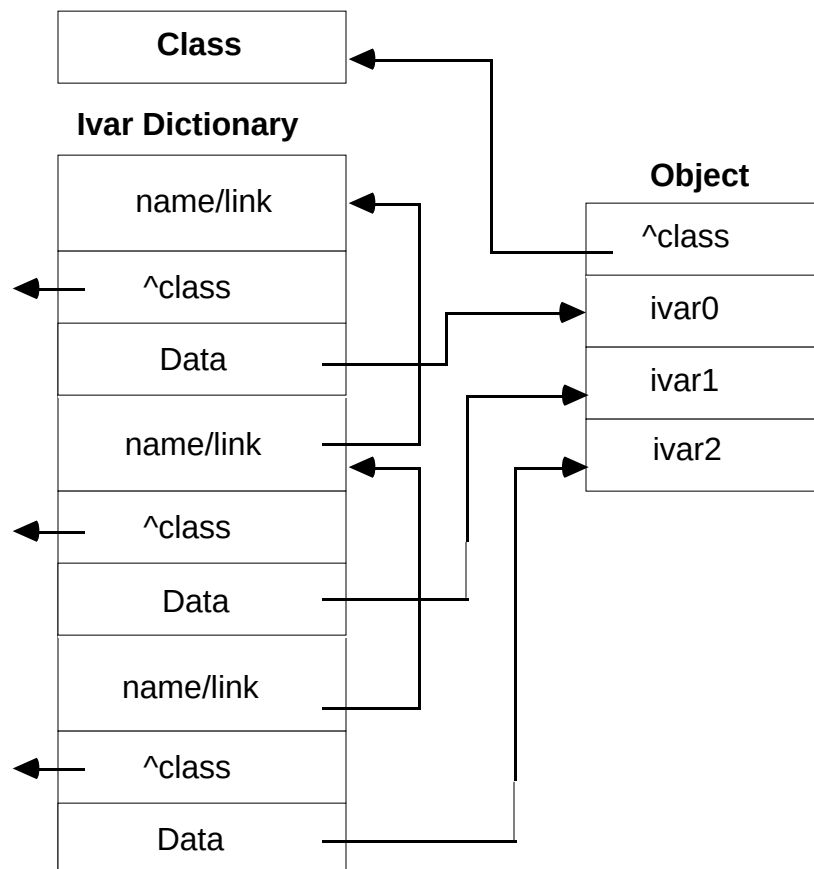 Class
Ivar Dictionary
name/link
^class
Data
name/link
^class
Data
name/link
^class
Data
Object
^class
ivar0
ivar1
ivar2